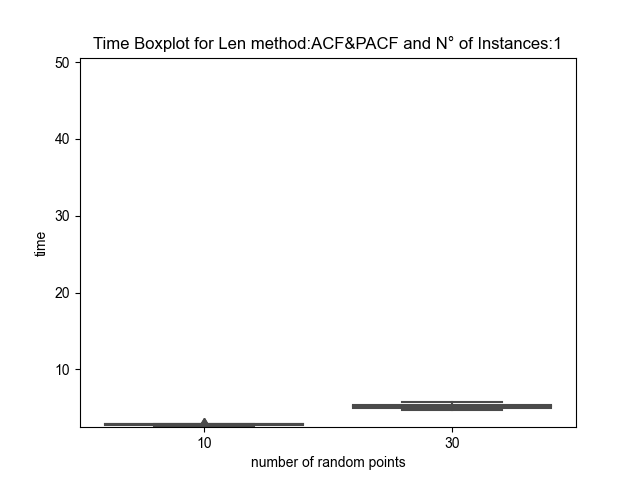 Time Boxplot for Len method:ACF&PACF and N° of Instances:1
50
40
30
20
10
time
10 30
number of random points